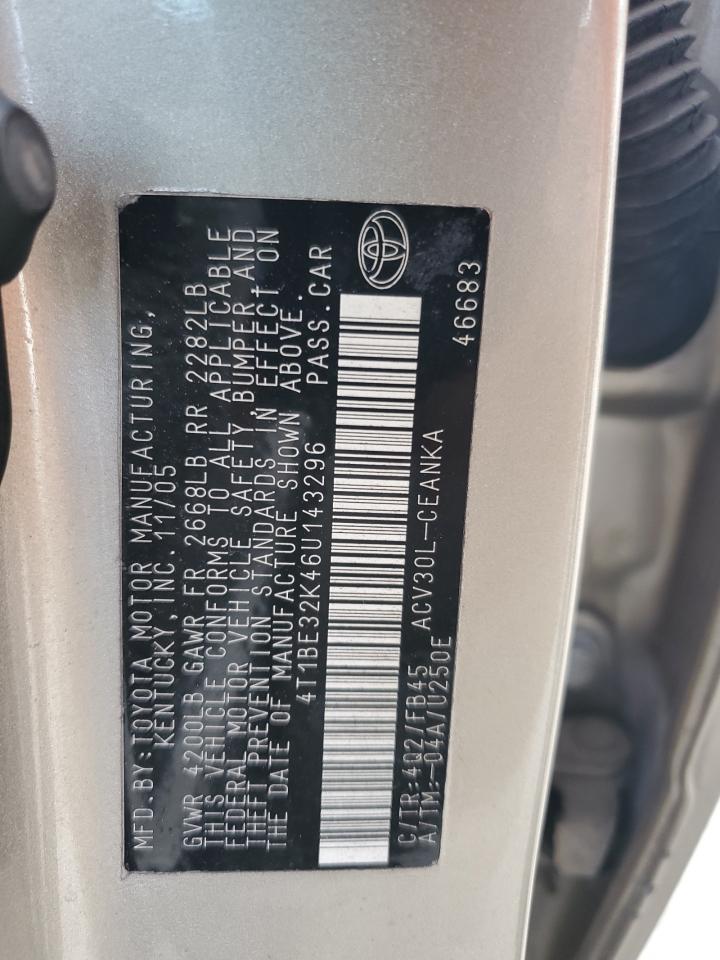 MFD. BY: TOYOTA MOTOR MANUFACTURING,
KENTUCKY, INC. 11/05
GVWR 4200LB GAWR FR 2668LB RR 2282LB
THIS VEHICLE CONFORMS TO ALL APPLICABLE
FEDERAL MOTOR VEHICLE SAFETY, BUMPER, AND
THEFT PREVENTION STANDARDS IN EFFECT ON
THE DATE OF MANUFACTURE SHOWN ABOVE.
4T1BE32K46U143296 PASS. CAR
C/TR: 4Q2/FB45 ACV30L-CEANKA
A/TM: -04A/U250E 46683